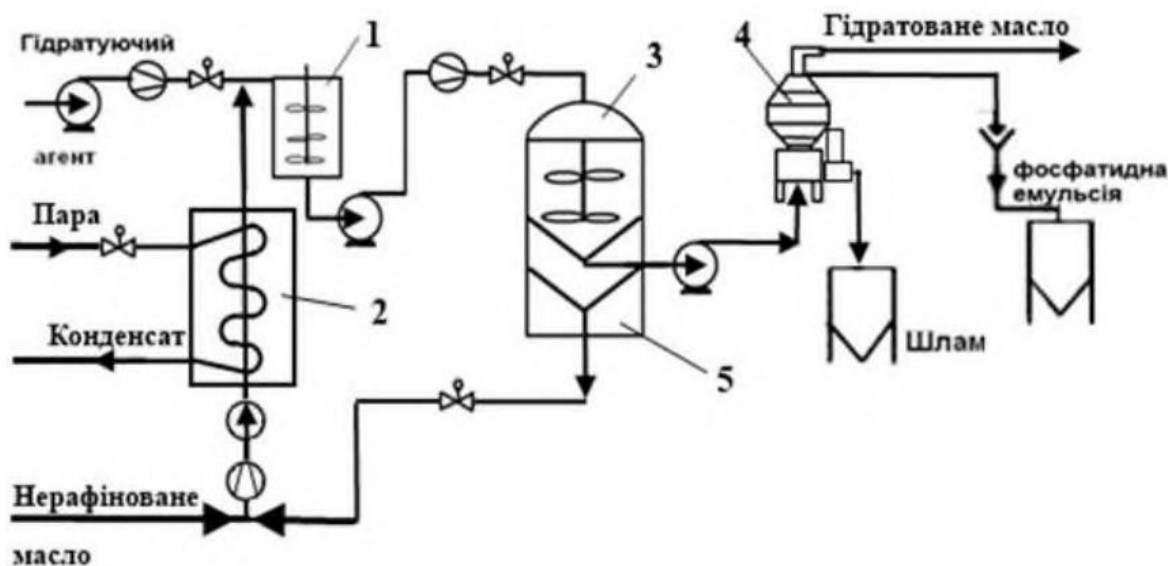 Гідратуючий
агент
1
3
4
Гідратоване масло
фосфатидна
емульсія
Пара
2
Конденсат
5
Шлам
Нерафіноване
масло